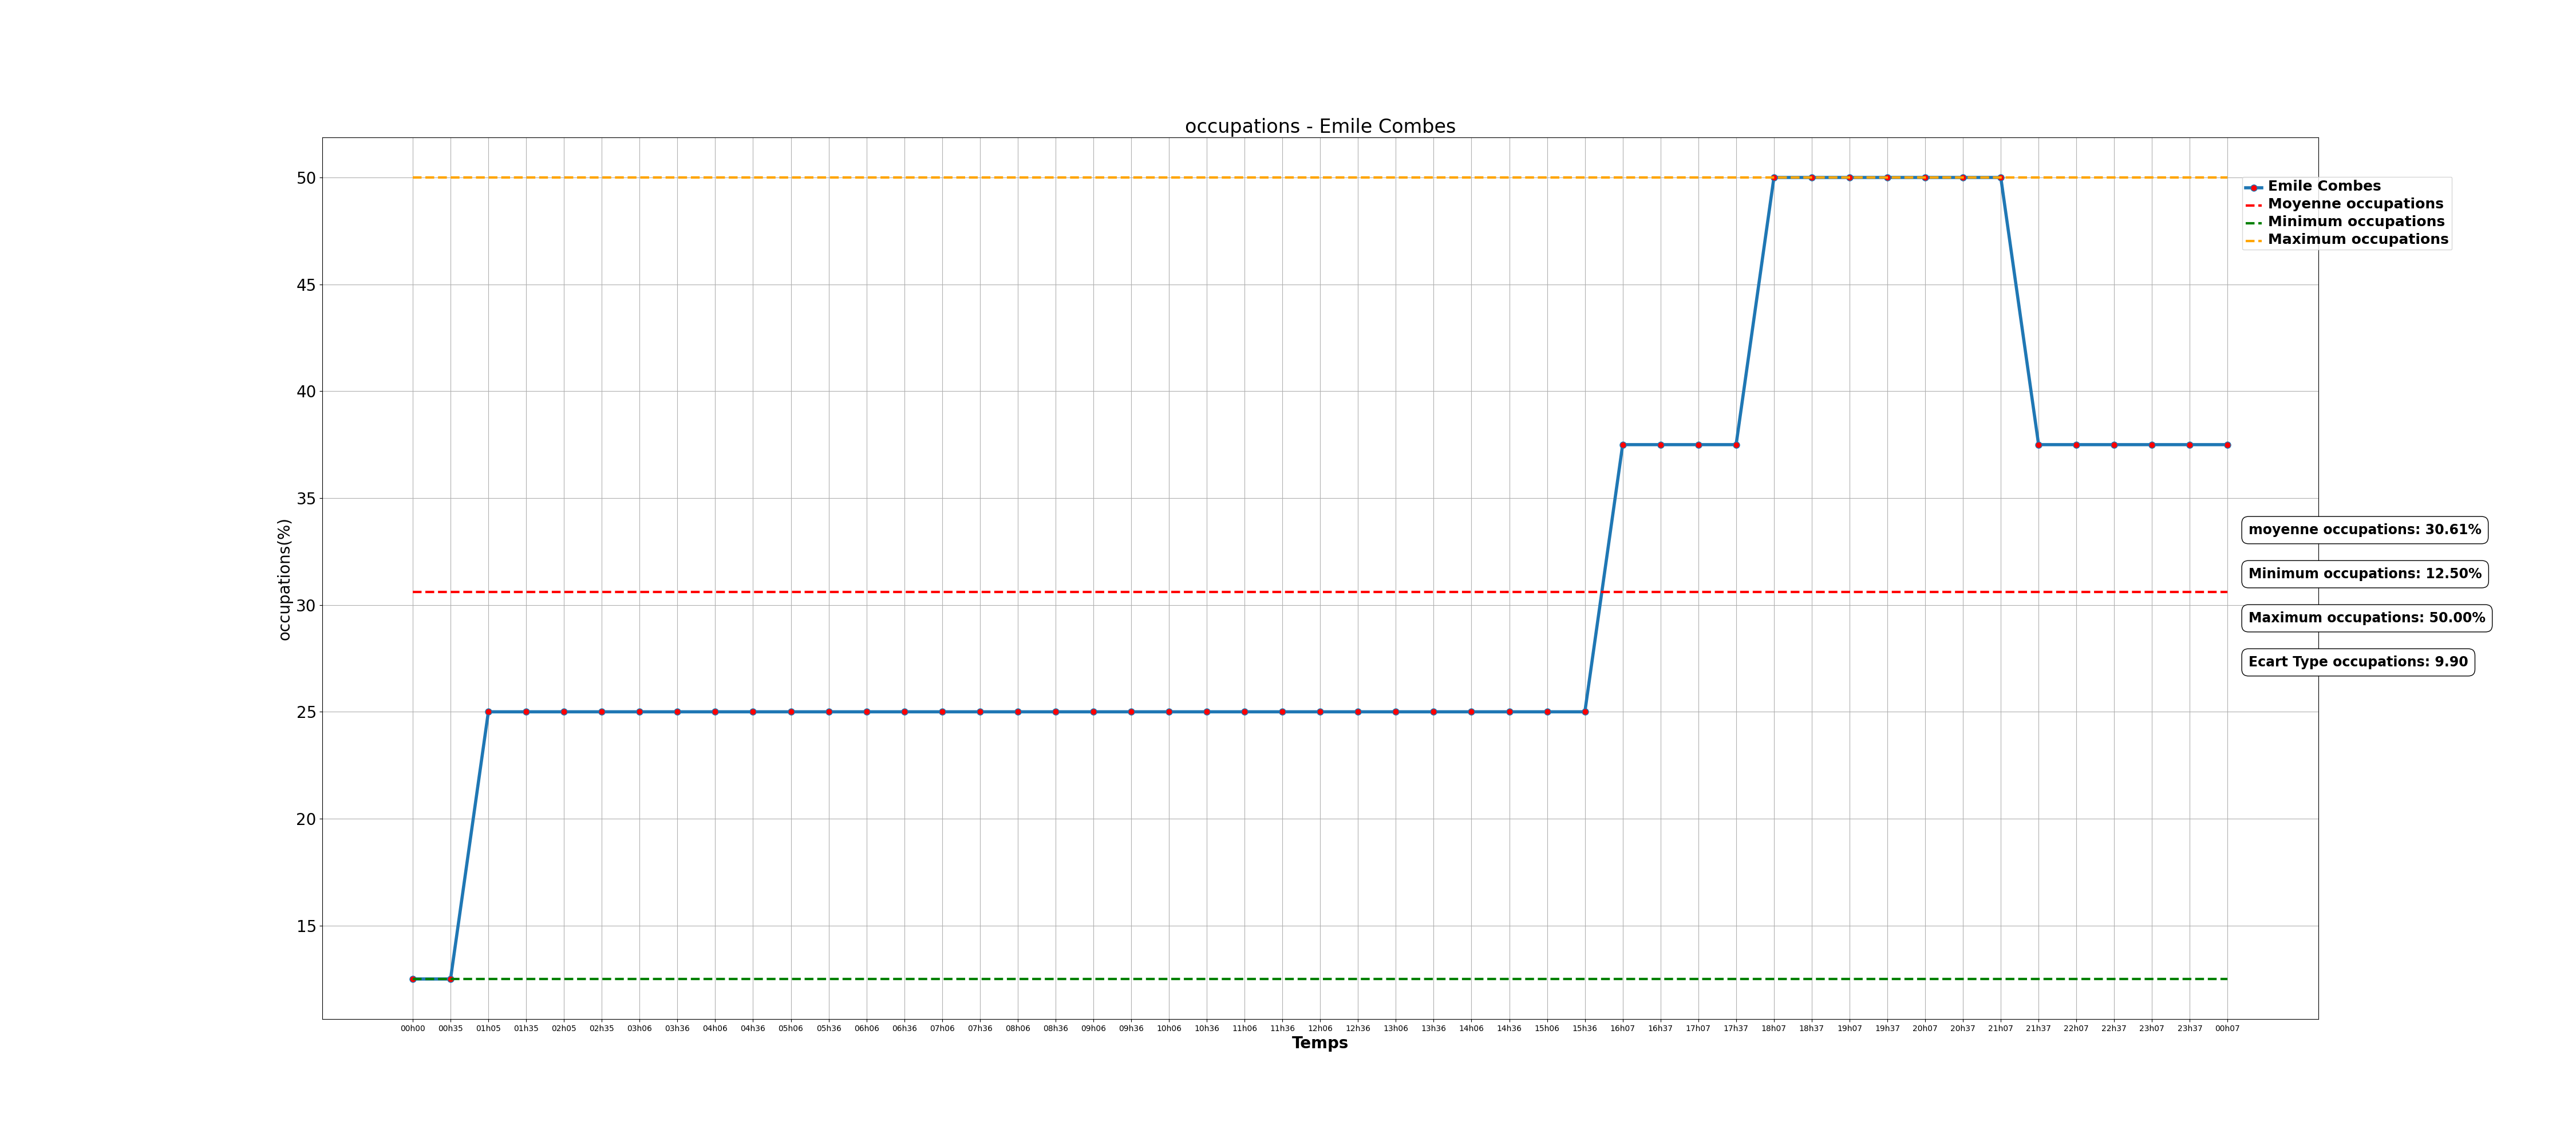 occupations - Emile Combes
50
45
40
35
30
25
20
15
occupations(%)
Emile Combes
Moyenne occupations
Minimum occupations
Maximum occupations
moyenne occupations: 30.61%
Minimum occupations: 12.50%
Maximum occupations: 50.00%
Ecart Type occupations: 9.90
00h00 00h35 01h05 01h35 02h05 02h35 03h06 03h36 04h06 04h36 05h06 05h36 06h06 06h36 07h06 07h36 08h06 08h36 09h06 09h36 10h06 10h36 11h06 11h36 12h06 12h36 13h06 13h36 14h06 14h36 15h06 15h36 16h07 16h37 17h07 17h37 18h07 18h37 19h07 19h37 20h07 20h37 21h07 21h37 22h07 22h37 23h07 23h37 00h07
Temps